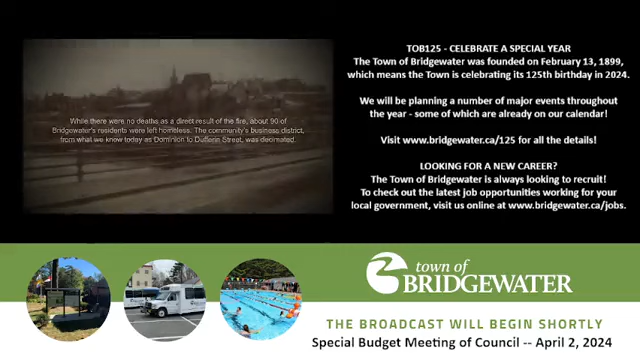 While there were no deaths as a direct result of the fire, about 90 of
Bridgewater's residents were left homeless. The community's business district,
from what we know today as Dominion to Dufferin Street, was decimated.
TOB125 - CELEBRATE A SPECIAL YEAR
The Town of Bridgewater was founded on February 13, 1899,
which means the Town is celebrating its 125th birthday in 2024.
We will be planning a number of major events throughout
the year - some of which are already on our calendar!
Visit www.bridgewater.ca/125 for all the details!
LOOKING FOR A NEW CAREER?
The Town of Bridgewater is always looking to recruit!
To check out the latest job opportunities working for your
local government, visit us online at www.bridgewater.ca/jobs.
town of
BRIDGEWATER
THE BROADCAST WILL BEGIN SHORTLY
Special Budget Meeting of Council -- April 2, 2024